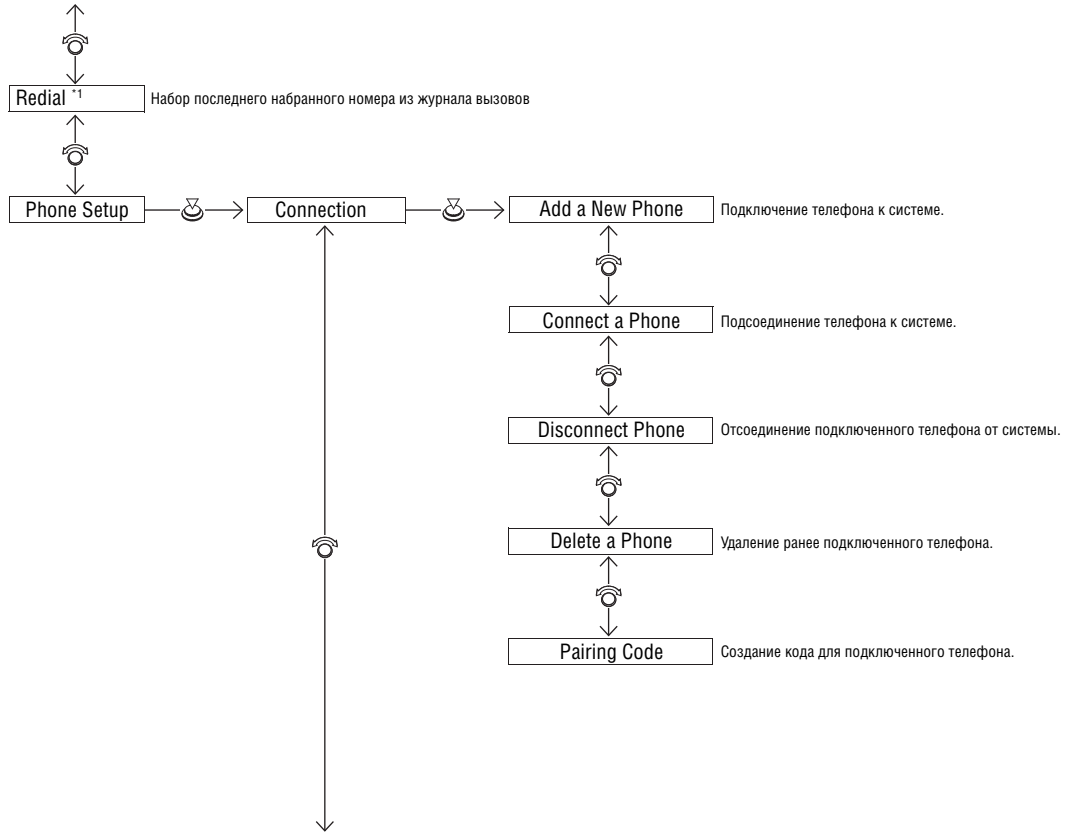 Redial *1
Набор последнего набранного номера из журнала вызовов
Phone Setup
Connection
Add a New Phone
Подключение телефона к системе.
Connect a Phone
Подсоединение телефона к системе.
Disconnect Phone
Отсоединение подключенного телефона от системы.
Delete a Phone
Удаление ранее подключенного телефона.
Pairing Code
Создание кода для подключенного телефона.